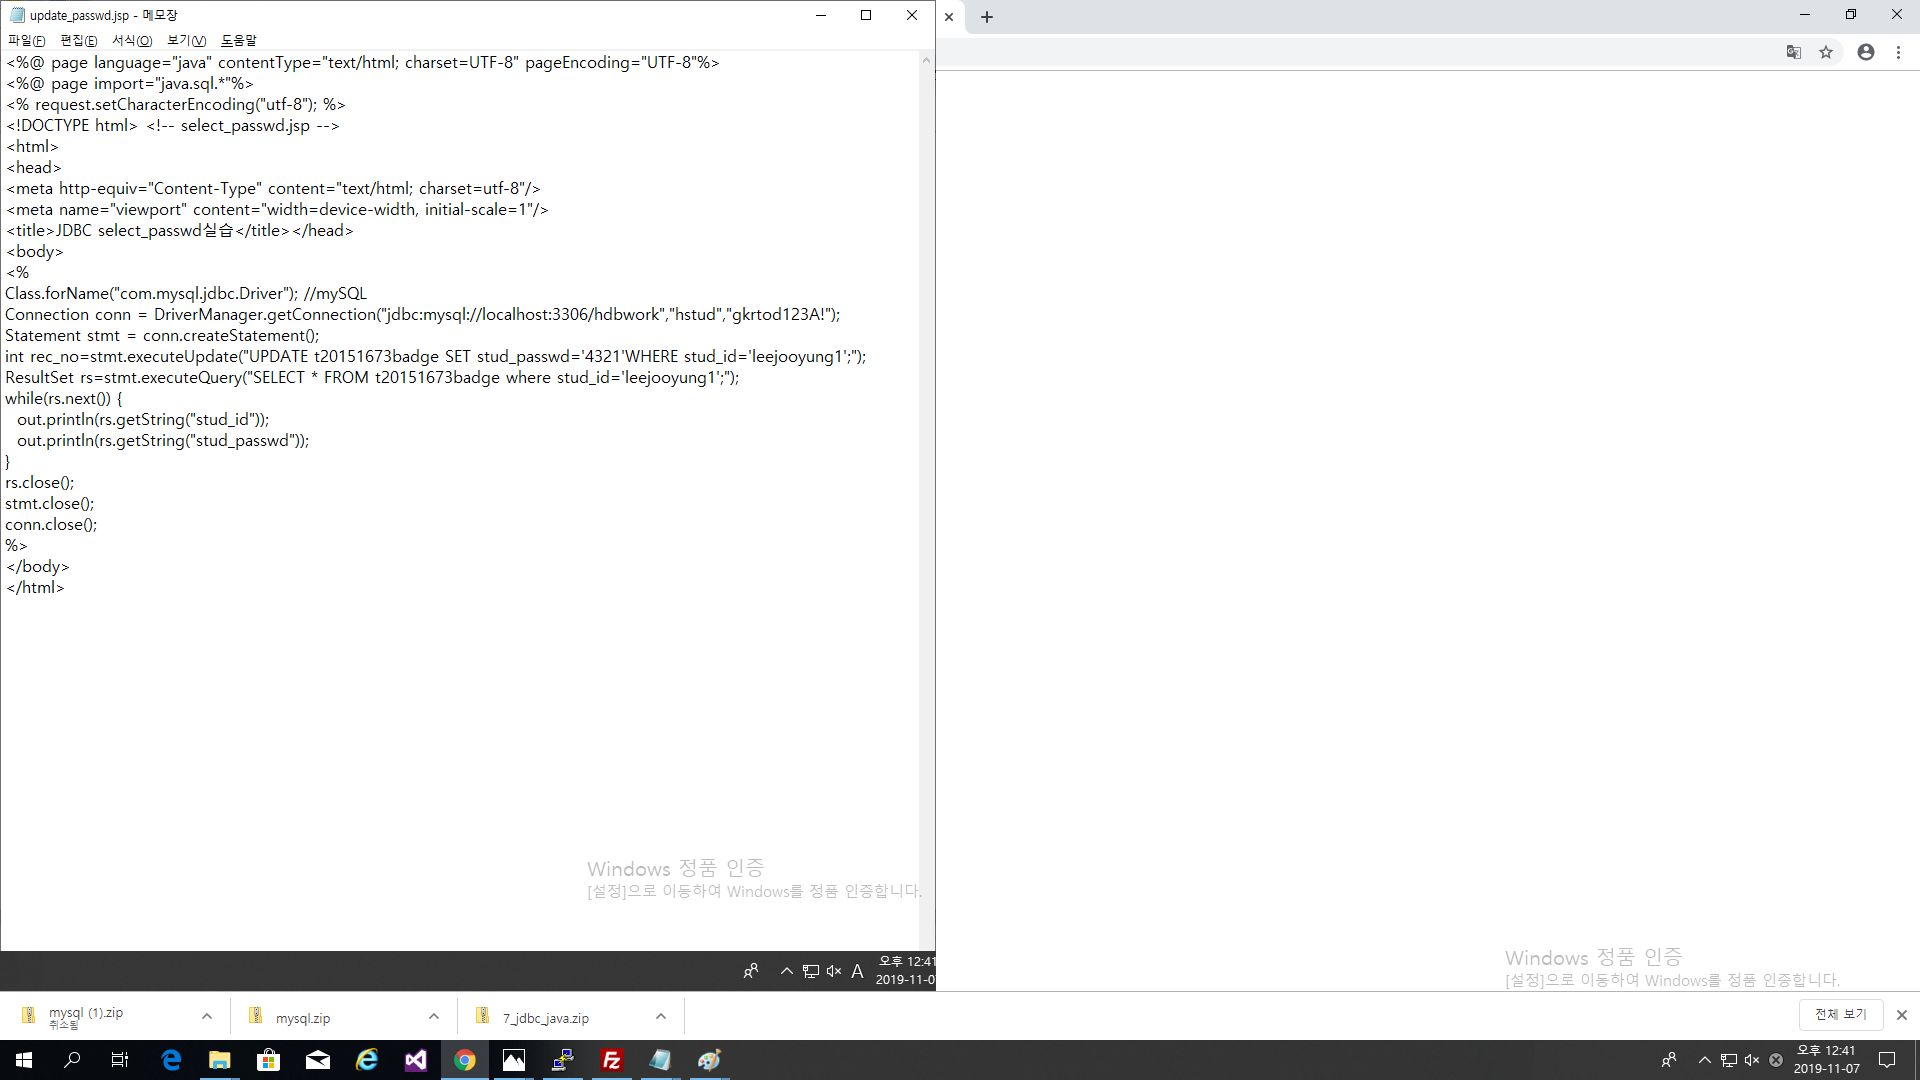 update_passwd.jsp - 메모장
파일(F) 편집(E) 서식(O) 보기(V) 도움말
<%@ page language="java" contentType="text/html; charset=UTF-8" pageEncoding="UTF-8"%>
<%@ page import="java.sql.*"%>
<% request.setCharacterEncoding("utf-8"); %>
<!DOCTYPE html> <!-- select_passwd.jsp -->
<html>
<head>
<meta http-equiv="Content-Type" content="text/html; charset=utf-8"/>
<meta name="viewport" content="width=device-width, initial-scale=1"/>
<title>JDBC select_passwd실습</title></head>
<body>
<%
Class.forName("com.mysql.jdbc.Driver"); //mySQL
Connection conn = DriverManager.getConnection("jdbc:mysql://localhost:3306/hdbwork","hstud","gkrtod123A!");
Statement stmt = conn.createStatement();
int rec_no=stmt.executeUpdate("UPDATE t20151673badge SET stud_passwd='4321'WHERE stud_id='leejooyung1';");
ResultSet rs=stmt.executeQuery("SELECT * FROM t20151673badge where stud_id='leejooyung1';");
while(rs.next()) {
out.println(rs.getString("stud_id"));
out.println(rs.getString("stud_passwd"));
}
rs.close();
stmt.close();
conn.close();
%>
</body>
</html>
Windows 정품 인증
[설정]으로 이동하여 Windows를 정품 인증합니다.
A
오후 12:41
2019-11-0
Windows 정품 인증
[설정]으로 이동하여 Windows를 정품 인증합니다.
mysql (1).zip
취소됨
mysql.zip
7_jdbc_java.zip
전체 보기
오후 12:41
2019-11-07